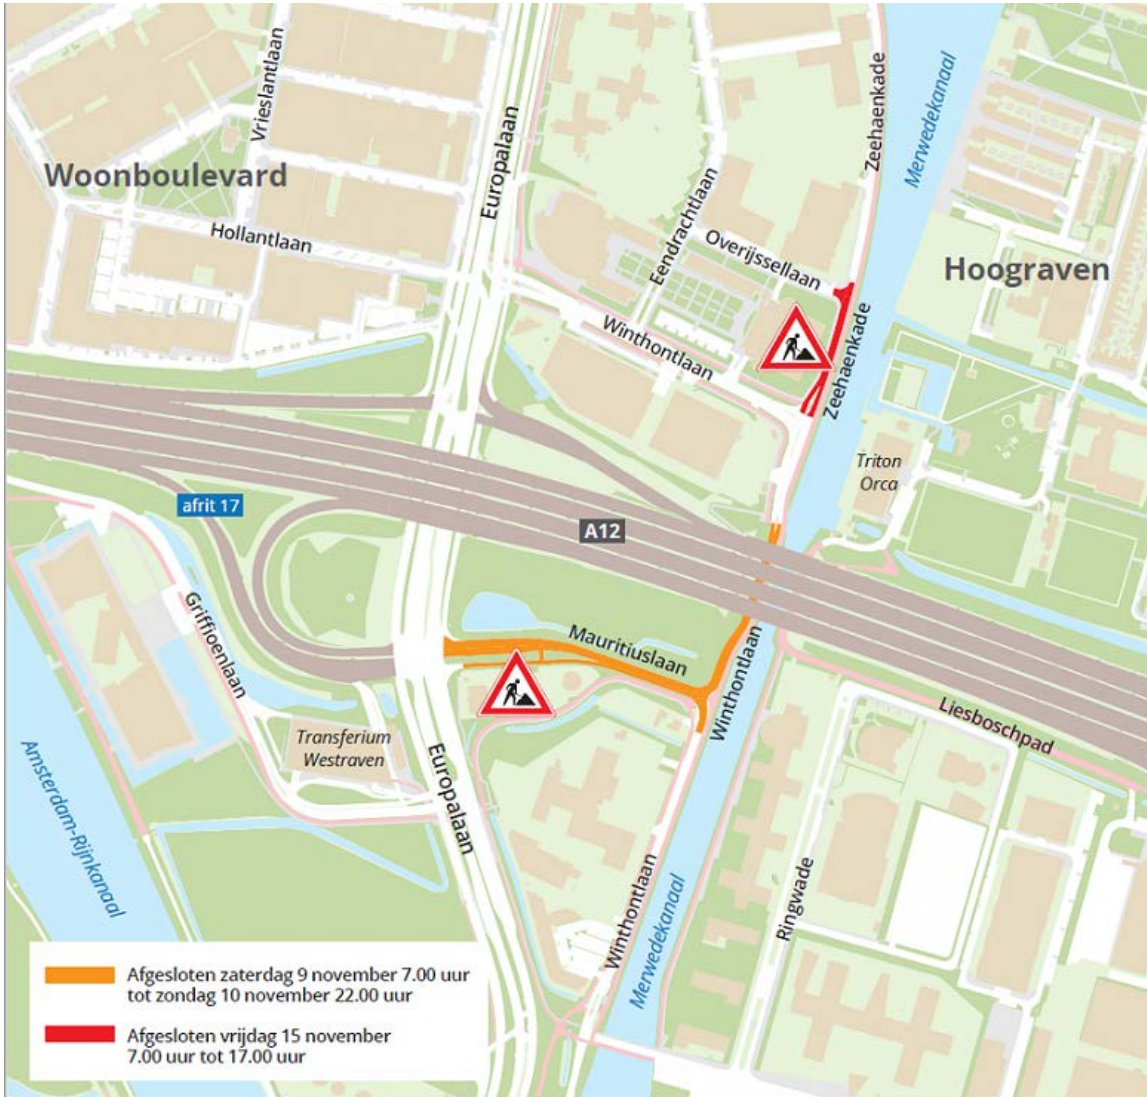 Vrieslantlaan
Europalaan
Zeehaenkade
Merwedekanaal
Woonboulevard
Hollantlaan
Eendrachtlaan
Overijssellaan
Hoograven
Winthontlaan
Zeehaenkade
Triton
Orca
afrit 17
A12
Griffioenlaan
Mauritiuslaan
Winthontlaan
Liesboschpad
Transferium
Westraven
Europalaan
Amsterdam-Rijnkanaal
Winthontlaan
Merwedekanaal
Ringwade
Afgesloten zaterdag 9 november 7.00 uur
tot zondag 10 november 22.00 uur
Afgesloten vrijdag 15 november
7.00 uur tot 17.00 uur